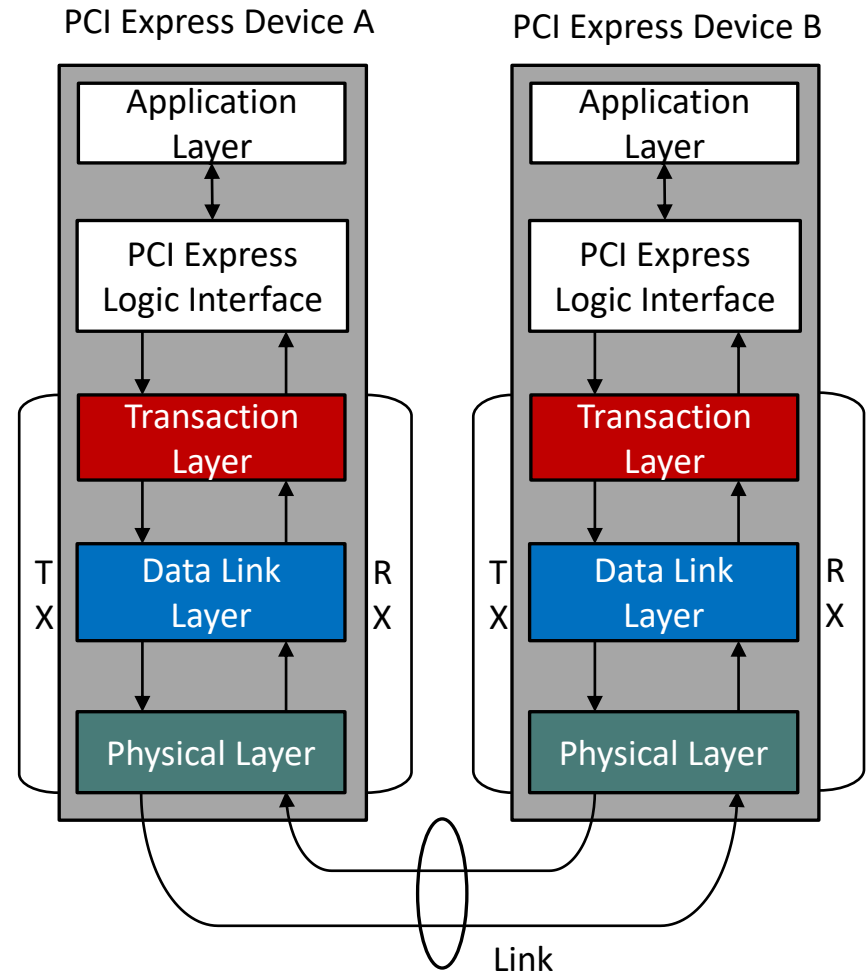 PCI Express Device A
Application
Layer
PCI Express
Logic Interface
Transaction
Layer
Data Link
Layer
Physical Layer
T
X
R
X
PCI Express Device B
Application
Layer
PCI Express
Logic Interface
Transaction
Layer
Data Link
Layer
Physical Layer
T
X
R
X
Link